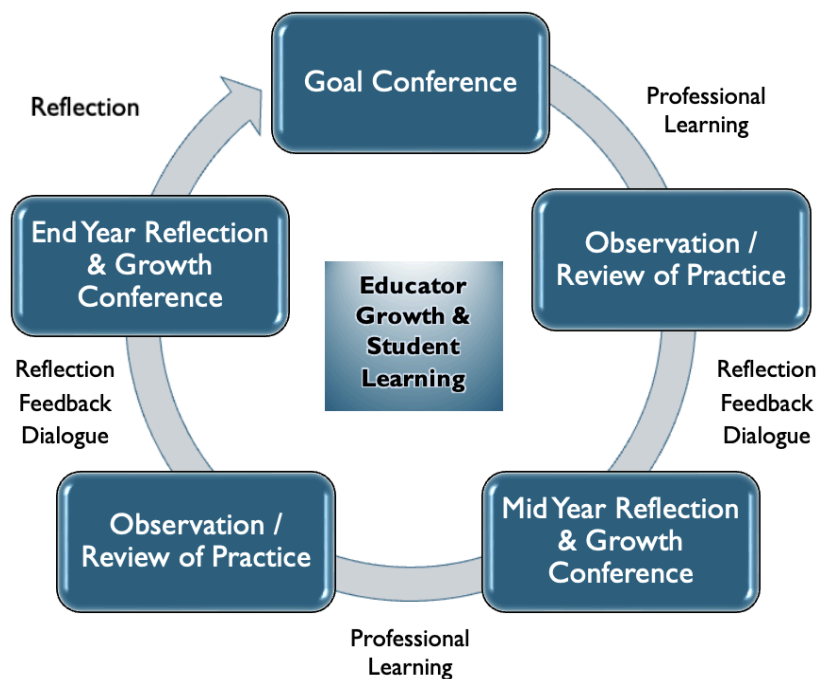 Goal Conference
Professional
Learning
Observation /
Review of Practice
Reflection
Feedback
Dialogue
Mid Year Reflection
& Growth
Conference
Professional
Learning
Observation /
Review of Practice
Reflection
Feedback
Dialogue
End Year Reflection
& Growth
Conference
Reflection
Educator
Growth &
Student
Learning